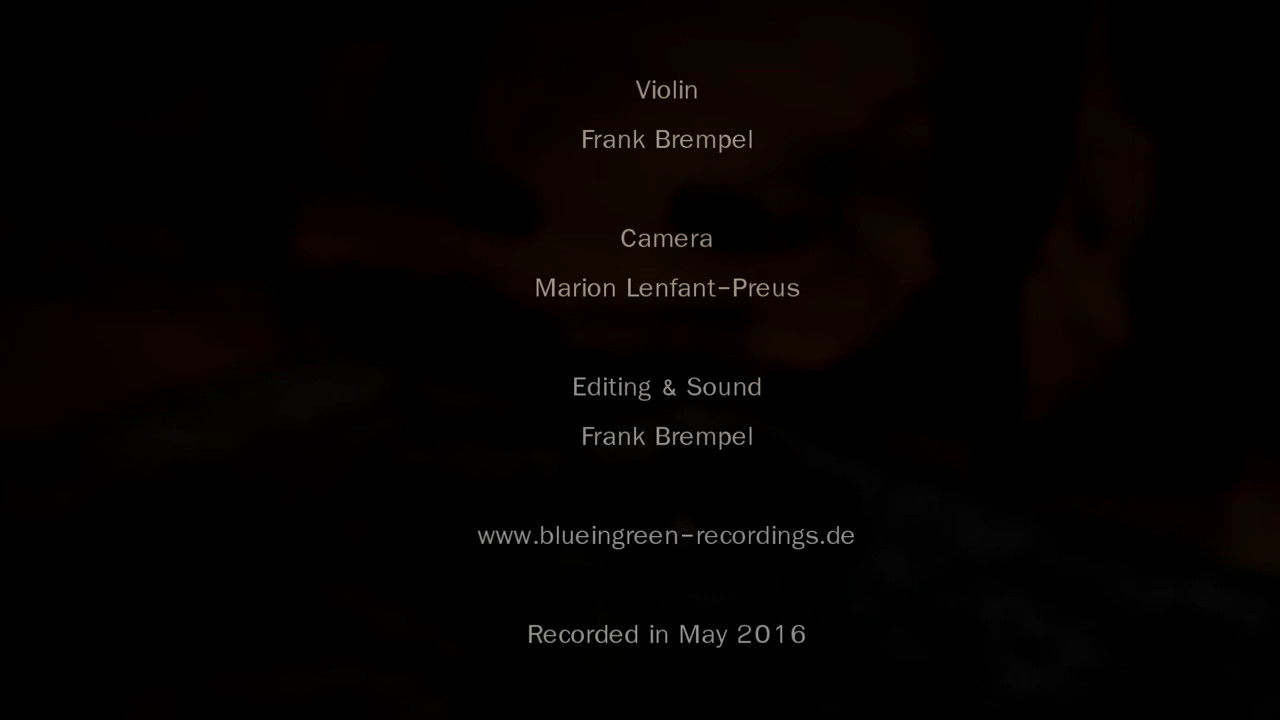 Violin
Frank Brempel
Camera
Marion Lenfant-Preus
Editing & Sound
Frank Brempel
www.blueingreen-recordings.de
Recorded in May 2016